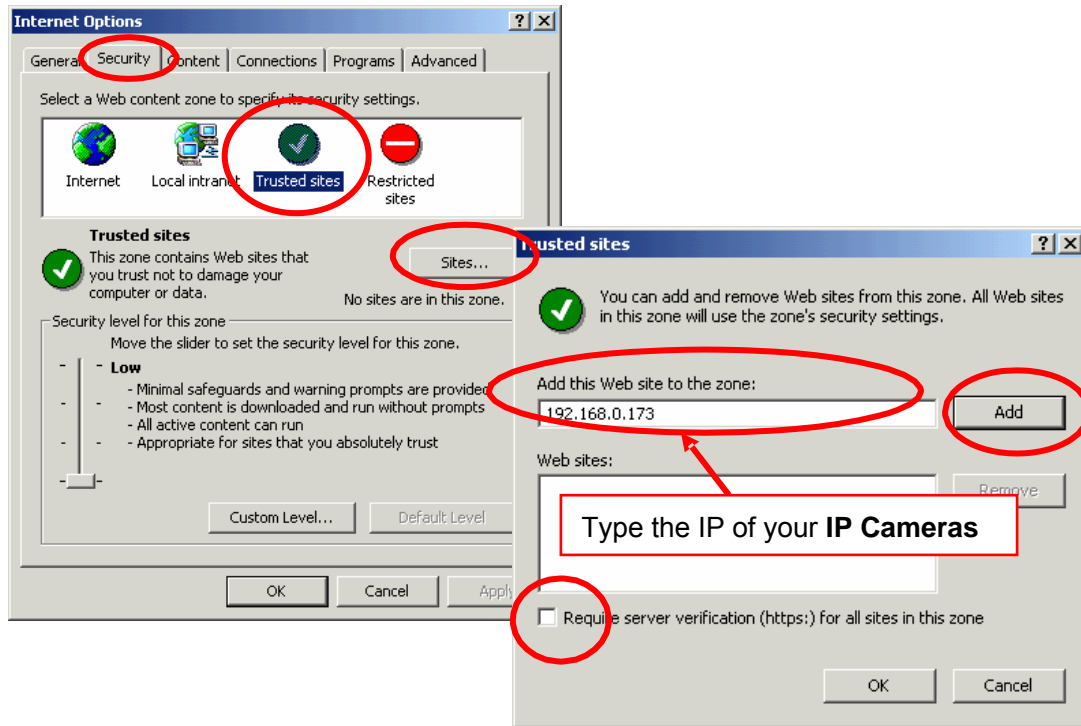 Internet Options
General Security Content Connections Programs Advanced
Select a Web content zone to specify its security settings.
Internet Local intranet Trusted sites Restricted
sites
Trusted sites
This zone contains Web sites that
you trust not to damage your
computer or data.
Sites...
No sites are in this zone.
Security level for this zone
Move the slider to set the security level for this zone.
Low
- Minimal safeguards and warning prompts are provided
- Most content is downloaded and run without prompts
- All active content can run
- Appropriate for sites that you absolutely trust
Custom Level... Default Level
OK Cancel Apply
Trusted sites
You can add and remove Web sites from this zone. All Web sites
in this zone will use the zone's security settings.
Add this Web site to the zone:
192.168.0.173
Add
Web sites:
Remove
Type the IP of your IP Cameras
Require server verification (https:) for all sites in this zone
OK Cancel